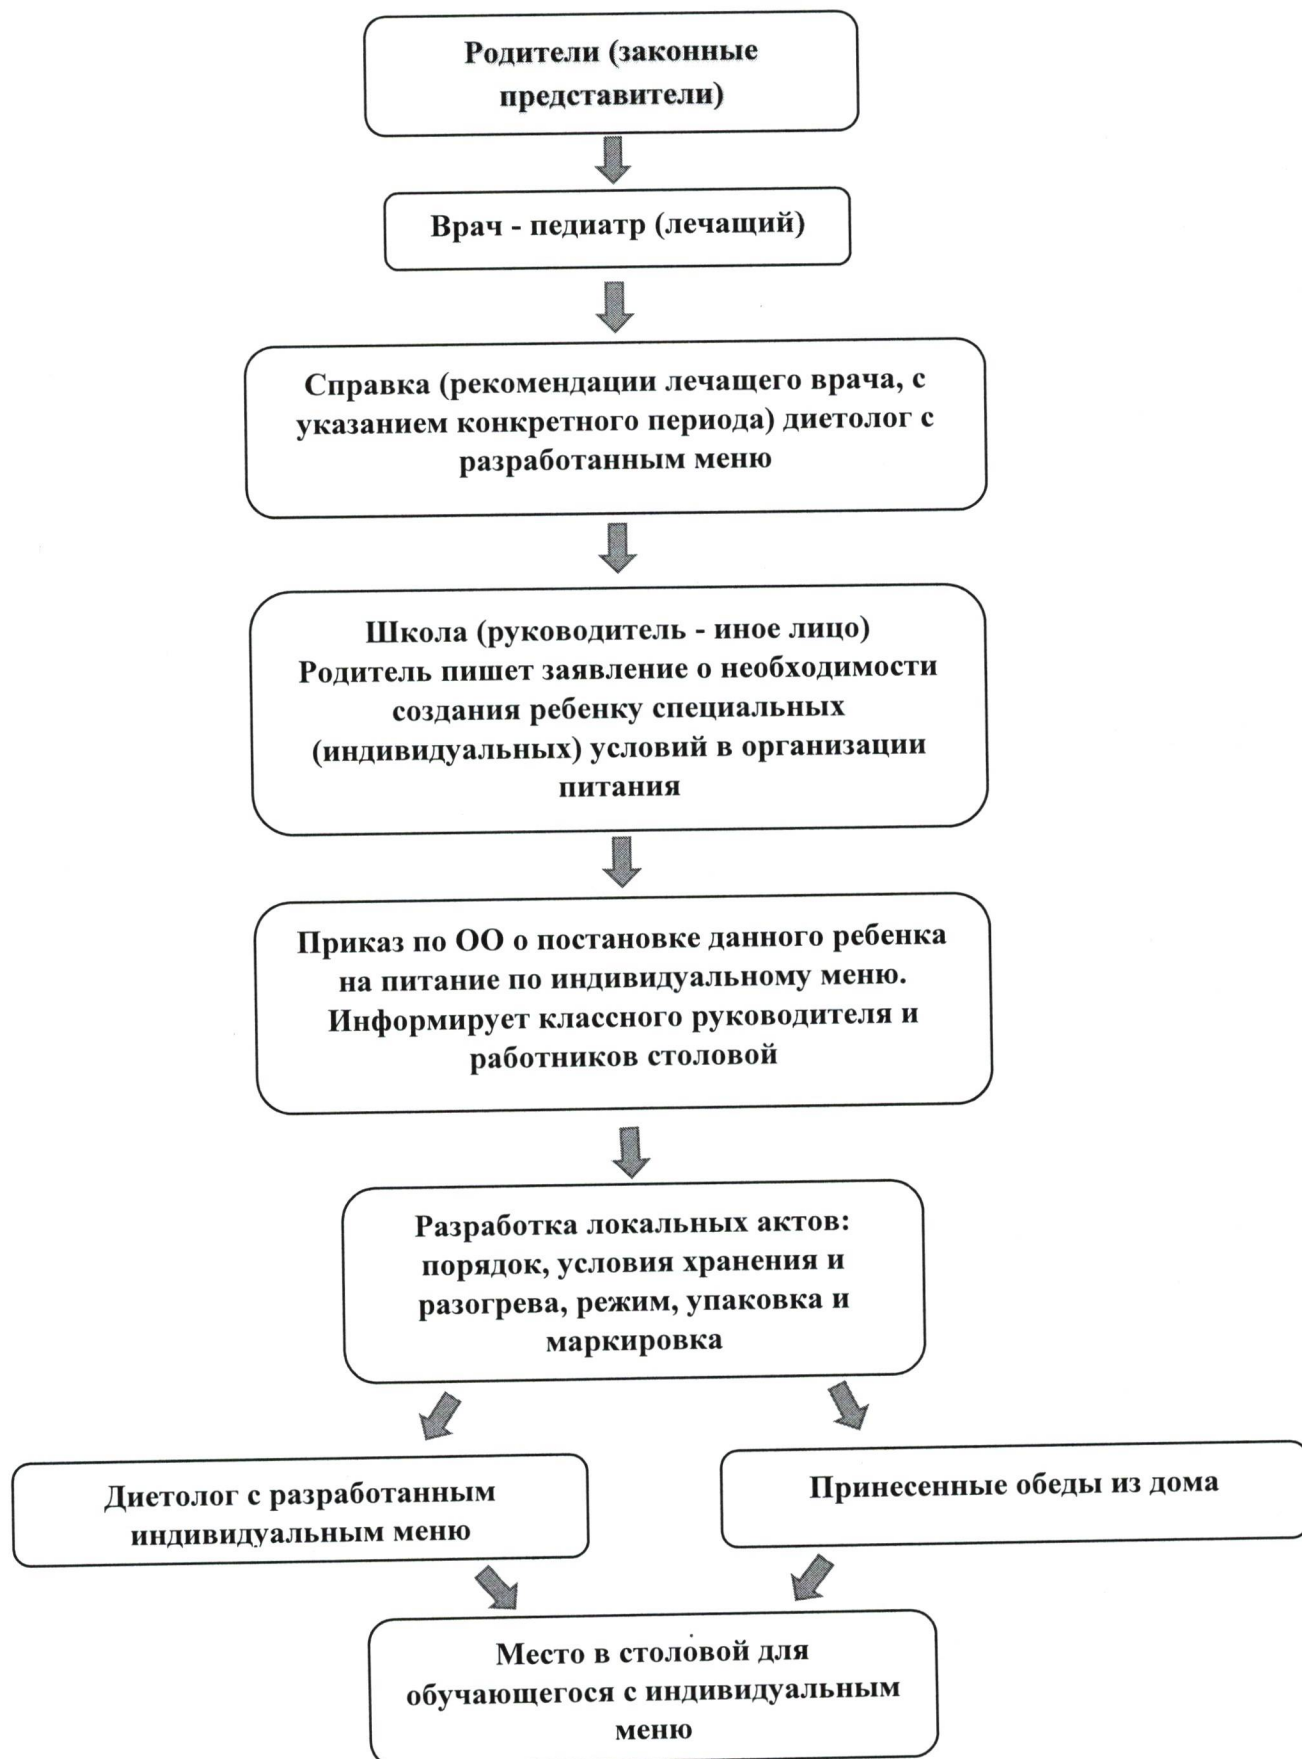 Родители (законные
представители)
Врач - педиатр (лечащий)
Справка (рекомендации лечащего врача, с
указанием конкретного периода) диетолог с
разработанным меню
Школа (руководитель - иное лицо)
Родитель пишет заявление о необходимости
создания ребенку специальных
(индивидуальных) условий в организации
питания
Приказ по ОО о постановке данного ребенка
на питание по индивидуальному меню.
Информирует классного руководителя и
работников столовой
Разработка локальных актов:
порядок, условия хранения и
разогрева, режим, упаковка и
маркировка
Диетолог с разработанным
индивидуальным меню
Принесенные обеды из дома
Место в столовой для
обучающегося с индивидуальным
меню